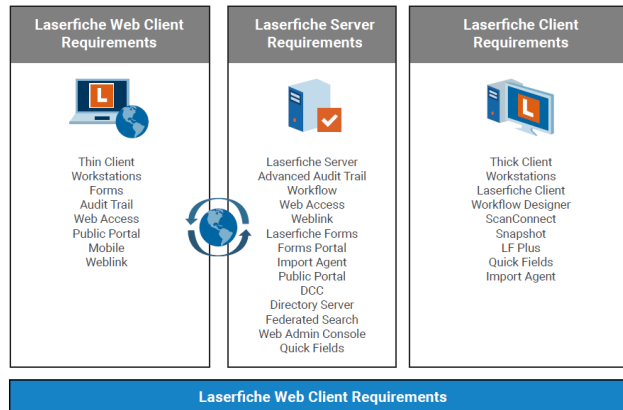 Laserfiche Web Client
Requirements
L
Thin Client
Workstations
Forms
Audit Trail
Web Access
Public Portal
Mobile
Weblink
Laserfiche Server
Requirements
Laserfiche Server
Advanced Audit Trail
Workflow
Web Access
Weblink
Laserfiche Forms
Forms Portal
Import Agent
Public Portal
DCC
Directory Server
Federated Search
Web Admin Console
Quick Fields
Laserfiche Client
Requirements
L
Thick Client
Workstations
Laserfiche Client
Workflow Designer
ScanConnect
Snapshot
LF Plus
Quick Fields
Import Agent
Laserfiche Web Client Requirements